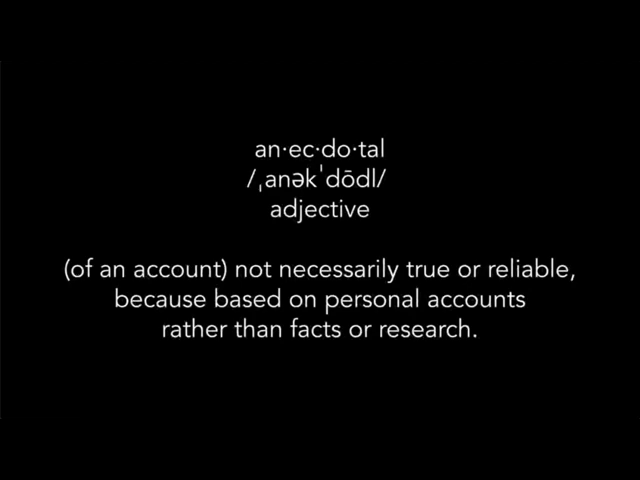 an·ec·do·tal
/ˌanəkˈdōdl/
adjective
(of an account) not necessarily true or reliable,
because based on personal accounts
rather than facts or research.